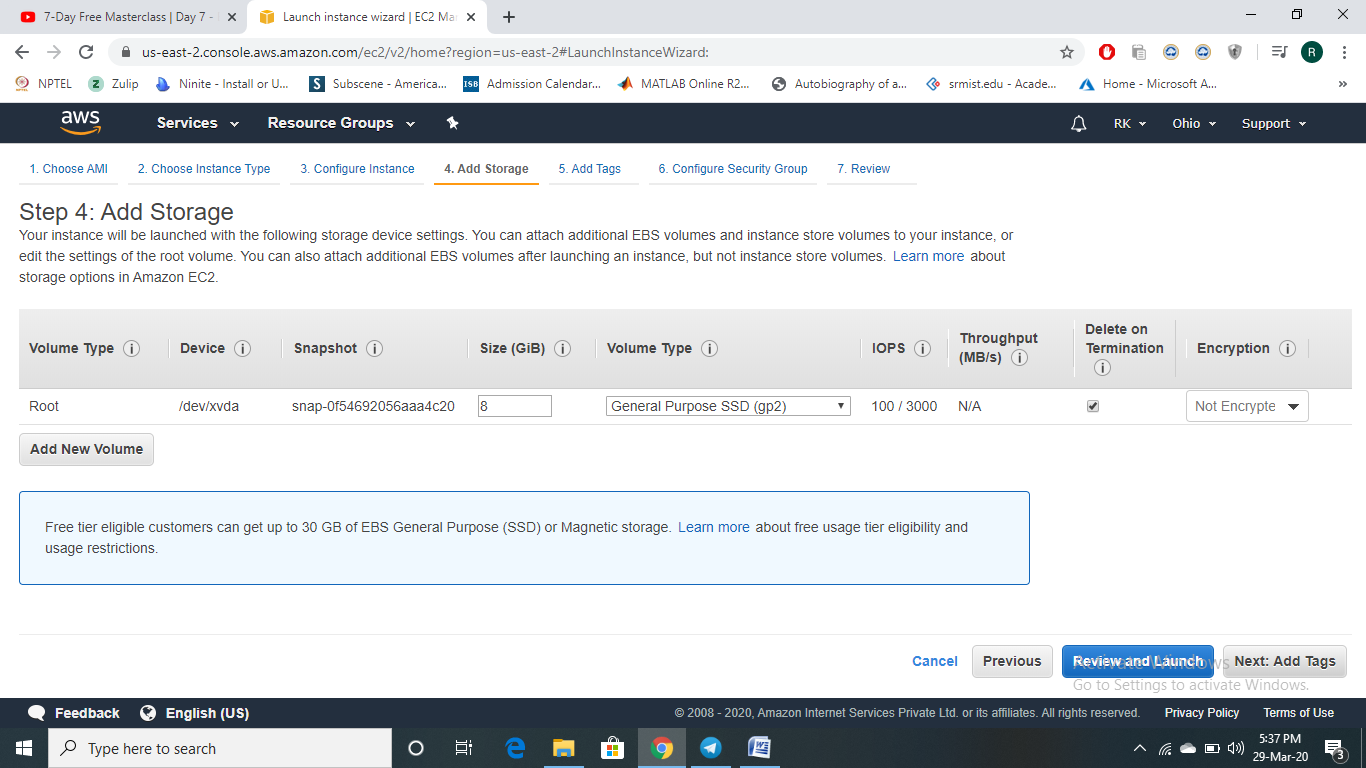 7-Day Free Masterclass | Day 7 -
Launch instance wizard | EC2 Ma
us-east-2.console.aws.amazon.com/ec2/v2/home?region=us-east-2#LaunchInstanceWizard:
R
NPTEL
Zulip
Ninite - Install or U...
Subscene - America...
Admission Calendar...
MATLAB Online R2...
Autobiography of a...
srmist.edu - Acade...
Home - Microsoft A...
aws
Services
Resource Groups
RK
Ohio
Support
1. Choose AMI
2. Choose Instance Type
3. Configure Instance
4. Add Storage
5. Add Tags
6. Configure Security Group
7. Review
Step 4: Add Storage
Your instance will be launched with the following storage device settings. You can attach additional EBS volumes and instance store volumes to your instance, or
edit the settings of the root volume. You can also attach additional EBS volumes after launching an instance, but not instance store volumes. Learn more about
storage options in Amazon EC2.
Volume Type
Device
Snapshot
Size (GiB)
Volume Type
IOPS
Throughput
(MB/s)
Delete on
Termination
Encryption
Root
/dev/xvda
snap-0f54692056aaa4c20
8
General Purpose SSD (gp2)
100 / 3000
N/A
Not Encrypte
Add New Volume
Free tier eligible customers can get up to 30 GB of EBS General Purpose (SSD) or Magnetic storage. Learn more about free usage tier eligibility and
usage restrictions.
Cancel
Previous
Review and Launch
Next: Add Tags
Activate Windows
Go to Settings to activate Windows.
Feedback
English (US)
© 2008 - 2020, Amazon Internet Services Private Ltd. or its affiliates. All rights reserved.
Privacy Policy
Terms of Use
Type here to search
5:37 PM
29-Mar-20
3